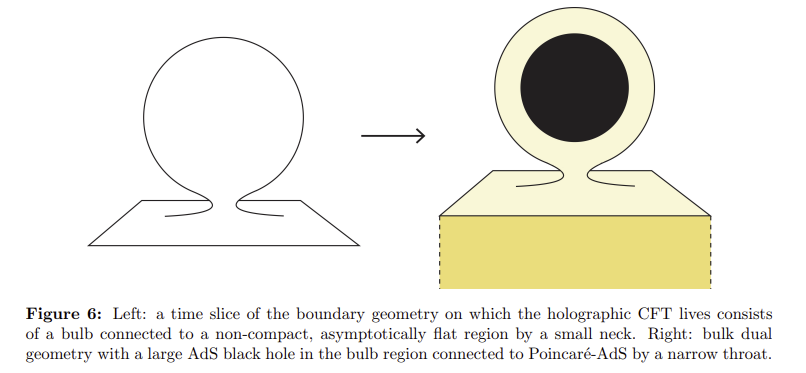 Figure 6: Left: a time slice of the boundary geometry on which the holographic CFT lives consists
of a bulb connected to a non-compact, asymptotically flat region by a small neck. Right: bulk dual
geometry with a large AdS black hole in the bulb region connected to Poincaré-AdS by a narrow throat.